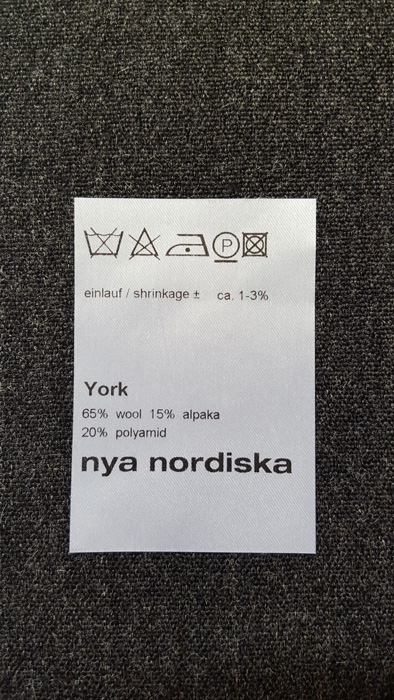 P
einlauf / shrinkage ± ca. 1-3%
York
65% wool 15% alpaka
20% polyamid
nya nordiska